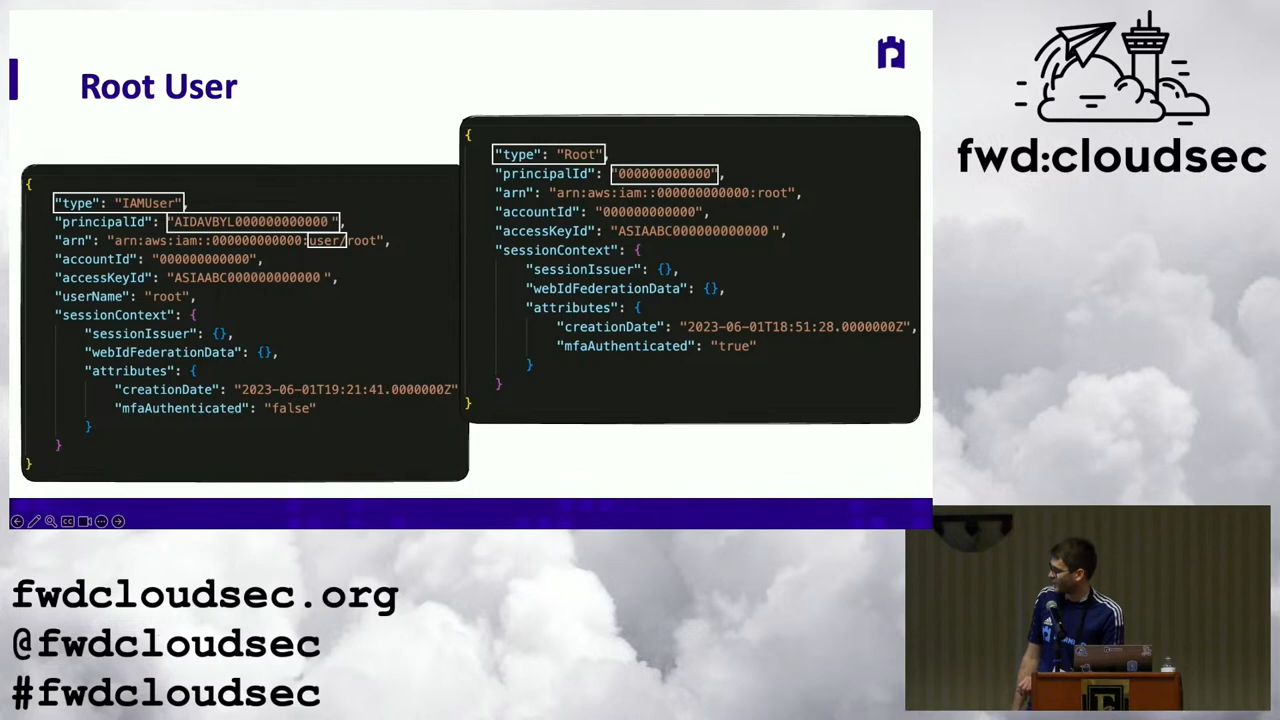 Root User
{
"type": "IAMUser",
"principalId": "AIDAVBYL000000000000 ",
"arn": "arn:aws:iam::000000000000:user/root",
"accountId": "000000000000",
"accessKeyId": "ASIAABC000000000000 ",
"userName": "root",
"sessionContext": {
"sessionIssuer": {},
"webIdFederationData": {},
"attributes": {
"creationDate": "2023-06-01T19:21:41.0000000Z"
"mfaAuthenticated": "false"
}
}
}
{
"type": "Root",
"principalId": "000000000000",
"arn": "arn:aws:iam::000000000000:root",
"accountId": "000000000000",
"accessKeyId": "ASIAABC000000000000 ",
"sessionContext": {
"sessionIssuer": {},
"webIdFederationData": {},
"attributes": {
"creationDate": "2023-06-01T18:51:28.0000000Z",
"mfaAuthenticated": "true"
}
}
}
fwd:cloudsec
fwdcloudsec.org
@fwdcloudsec
#fwdcloudsec